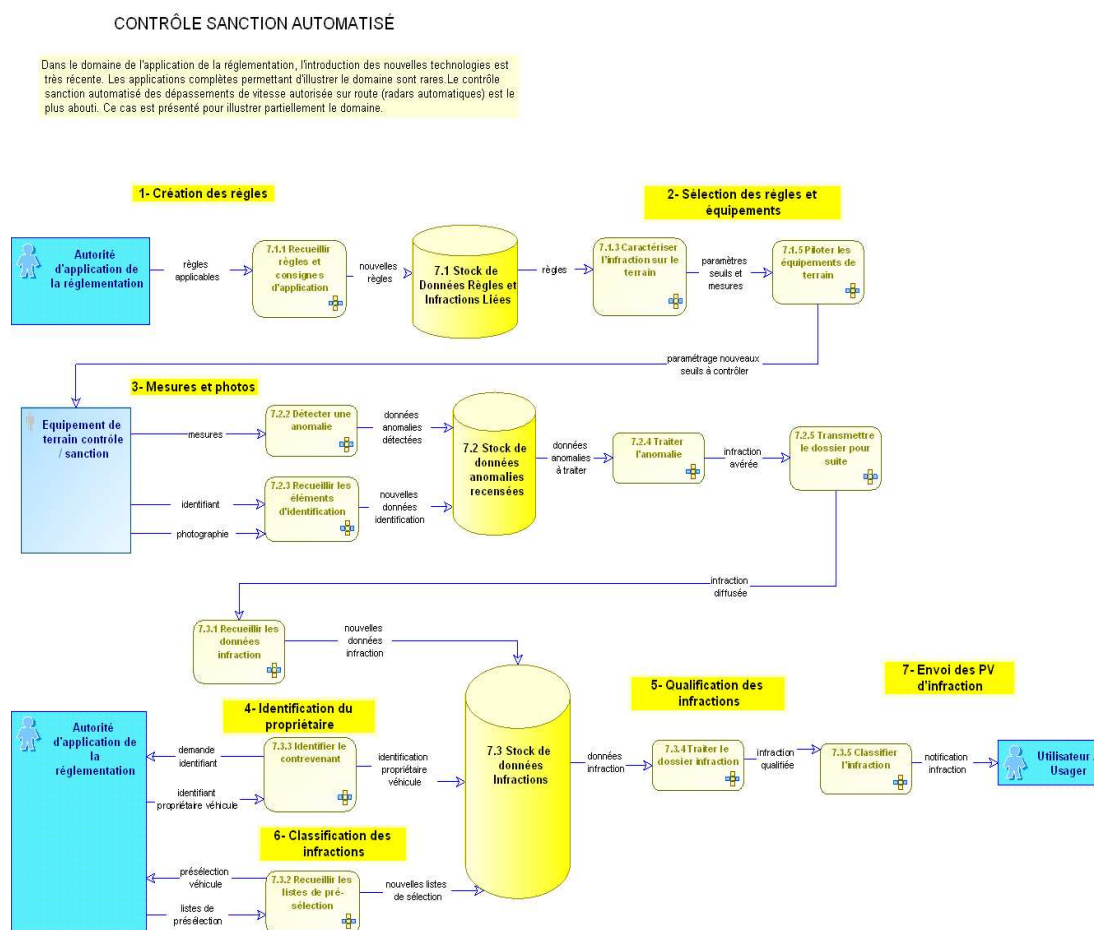 CONTRÔLE SANCTION AUTOMATISÉ
Dans le domaine de l'application de la réglementation, l'introduction des nouvelles technologies est
très récente. Les applications complètes permettant d'illustrer le domaine sont rares.Le contrôle
sanction automatisé des dépassements de vitesse autorisée sur route (radars automatiques) est le
plus abouti. Ce cas est présenté pour illustrer partiellement le domaine.
1- Création des règles
2- Sélection des règles et
équipements
Autorité
d'application de
la réglementation
règles
applicables
7.1.1 Recueillir
règles et
consignes
d'application
nouvelles
règles
7.1 Stock de
Données Règles et
Infractions Liées
règles
7.1.3 Caractériser
l'infraction sur le
terrain
paramètres
seuils et
mesures
7.1.5 Piloter les
équipements de
terrain
paramétrage nouveaux
seuils à contrôler
3- Mesures et photos
Equipement de
terrain contrôle
/ sanction
mesures
7.2.2 Détecter une
anomalie
données
anomalies
détectées
identifiant
photographie
7.2.3 Recueillir les
éléments
d'identification
nouvelles
données
identification
7.2 Stock de
données
anomalies
recensées
données
anomalies
à traiter
7.2.4 Traiter
l'anomalie
infraction
avérée
7.2.5 Transmettre
le dossier pour
suite
infraction
diffusée
7.3.1 Recueillir les
données
infraction
nouvelles
données
infraction
4- Identification du
propriétaire
5- Qualification des
infractions
7- Envoi des PV
d'infraction
Autorité
d'application de
la
réglementation
demande
identifiant
identifiant
propriétaire véhicule
7.3.3 Identifier le
contrevenant
identification
propriétaire
véhicule
7.3 Stock de
données
Infractions
données
infraction
7.3.4 Traiter le
dossier infraction
infraction
qualifiée
7.3.5 Classifier
l'infraction
notification
infraction
Utilisateur /
Usager
6- Classification des
infractions
présélection
véhicule
listes de
présélection
7.3.2 Recueillir les
listes de pré-
sélection
nouvelles listes
de sélection